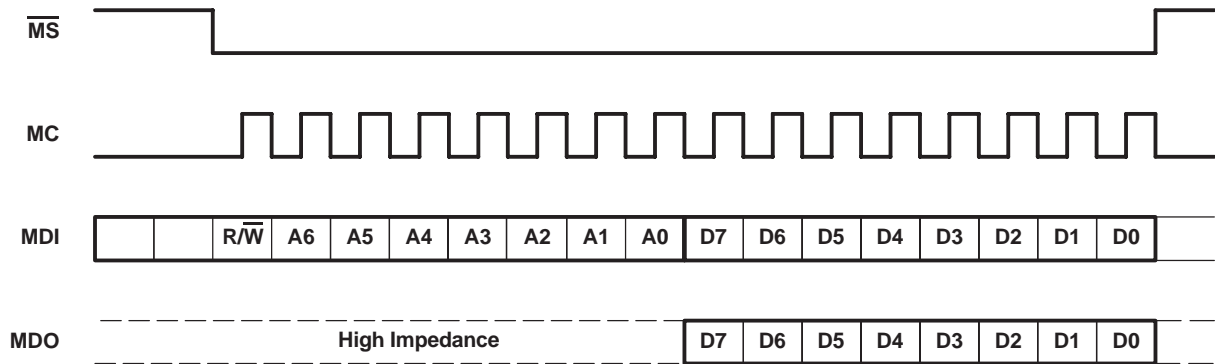 M̅S̅
MC
MDI R/W̅ A6 A5 A4 A3 A2 A1 A0 D7 D6 D5 D4 D3 D2 D1 D0
MDO High Impedance D7 D6 D5 D4 D3 D2 D1 D0